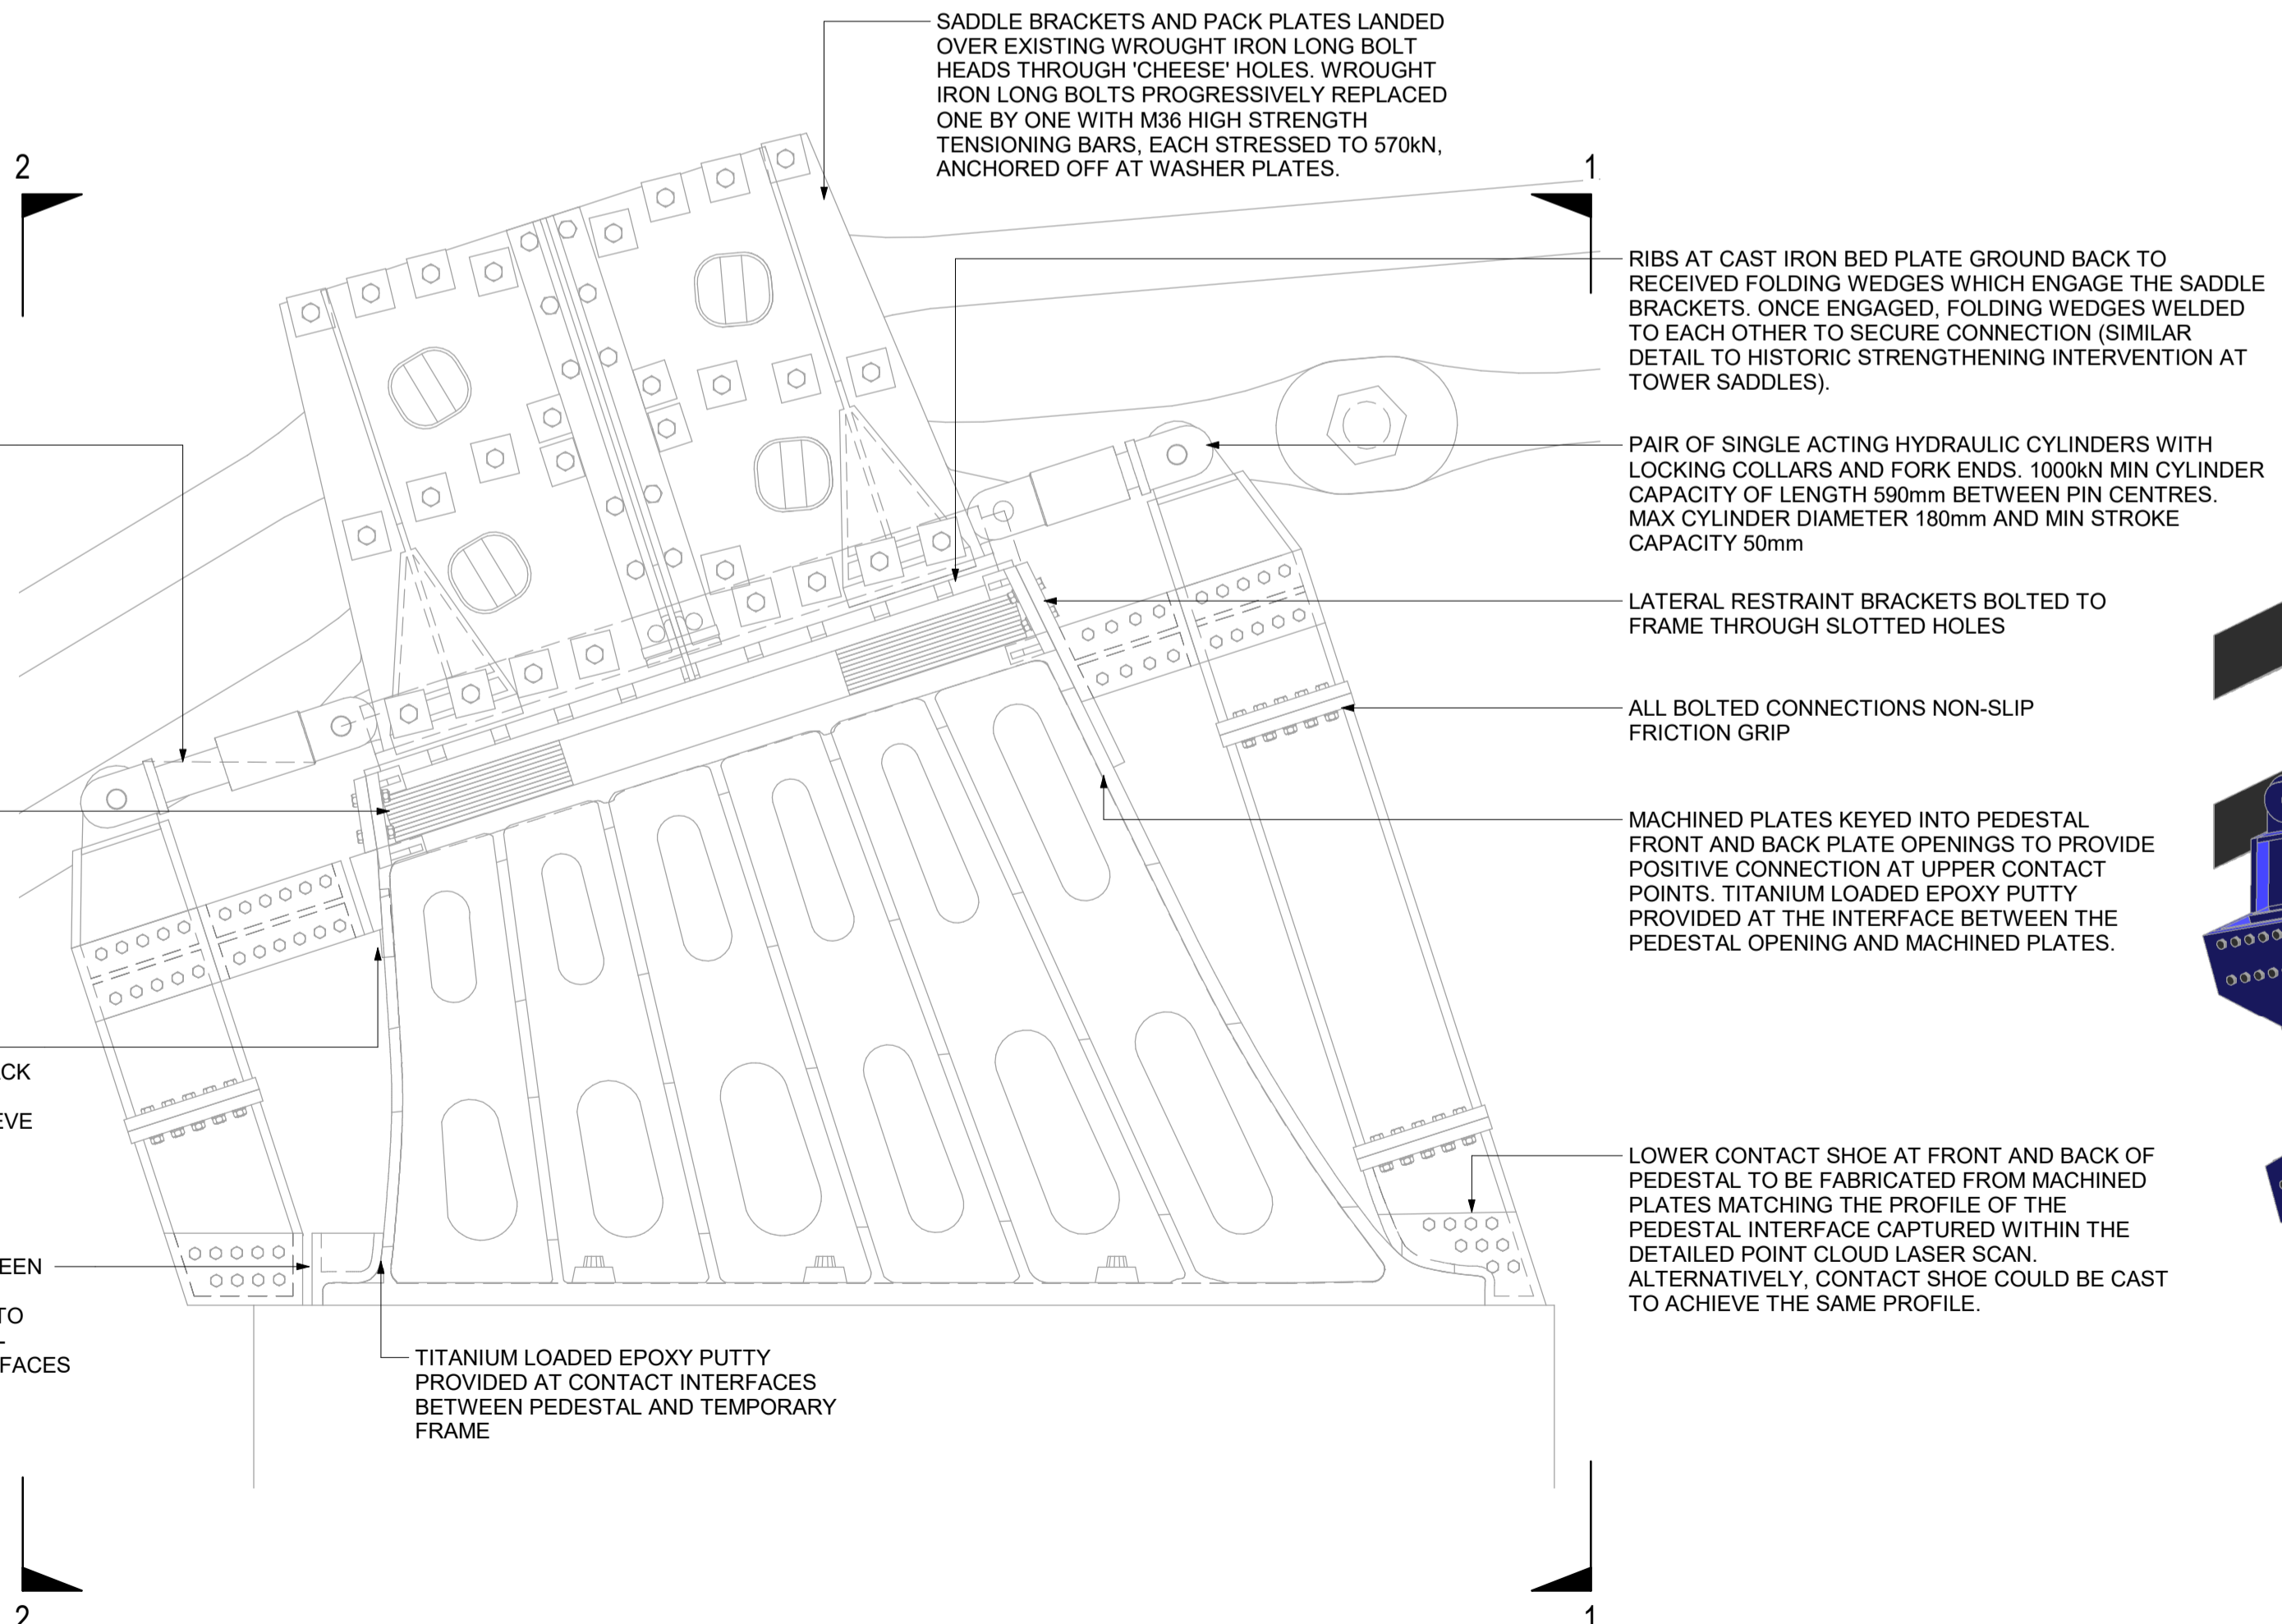 SADDLE BRACKETS AND PACK PLATES LANDED
OVER EXISTING WROUGHT IRON LONG BOLT
HEADS THROUGH 'CHEESE' HOLES. WROUGHT
IRON LONG BOLTS PROGRESSIVELY REPLACED
ONE BY ONE WITH M36 HIGH STRENGTH
TENSIONING BARS, EACH STRESSED TO 570kN,
ANCHORED OFF AT WASHER PLATES.
2
1
RIBS AT CAST IRON BED PLATE GROUND BACK TO
RECEIVED FOLDING WEDGES WHICH ENGAGE THE SADDLE
BRACKETS. ONCE ENGAGED, FOLDING WEDGES WELDED
TO EACH OTHER TO SECURE CONNECTION (SIMILAR
DETAIL TO HISTORIC STRENGTHENING INTERVENTION AT
TOWER SADDLES).
PAIR OF SINGLE ACTING HYDRAULIC CYLINDERS WITH
LOCKING COLLARS AND FORK ENDS. 1000kN MIN CYLINDER
CAPACITY OF LENGTH 590mm BETWEEN PIN CENTRES.
MAX CYLINDER DIAMETER 180mm AND MIN STROKE
CAPACITY 50mm
LATERAL RESTRAINT BRACKETS BOLTED TO
FRAME THROUGH SLOTTED HOLES
ALL BOLTED CONNECTIONS NON-SLIP
FRICTION GRIP
MACHINED PLATES KEYED INTO PEDESTAL
FRONT AND BACK PLATE OPENINGS TO PROVIDE
POSITIVE CONNECTION AT UPPER CONTACT
POINTS. TITANIUM LOADED EPOXY PUTTY
PROVIDED AT THE INTERFACE BETWEEN THE
PEDESTAL OPENING AND MACHINED PLATES.
LOWER CONTACT SHOE AT FRONT AND BACK OF
PEDESTAL TO BE FABRICATED FROM MACHINED
PLATES MATCHING THE PROFILE OF THE
PEDESTAL INTERFACE CAPTURED WITHIN THE
DETAILED POINT CLOUD LASER SCAN.
ALTERNATIVELY, CONTACT SHOE COULD BE CAST
TO ACHIEVE THE SAME PROFILE.
TO
TITANIUM LOADED EPOXY PUTTY
PROVIDED AT CONTACT INTERFACES
BETWEEN PEDESTAL AND TEMPORARY
FRAME
2
1